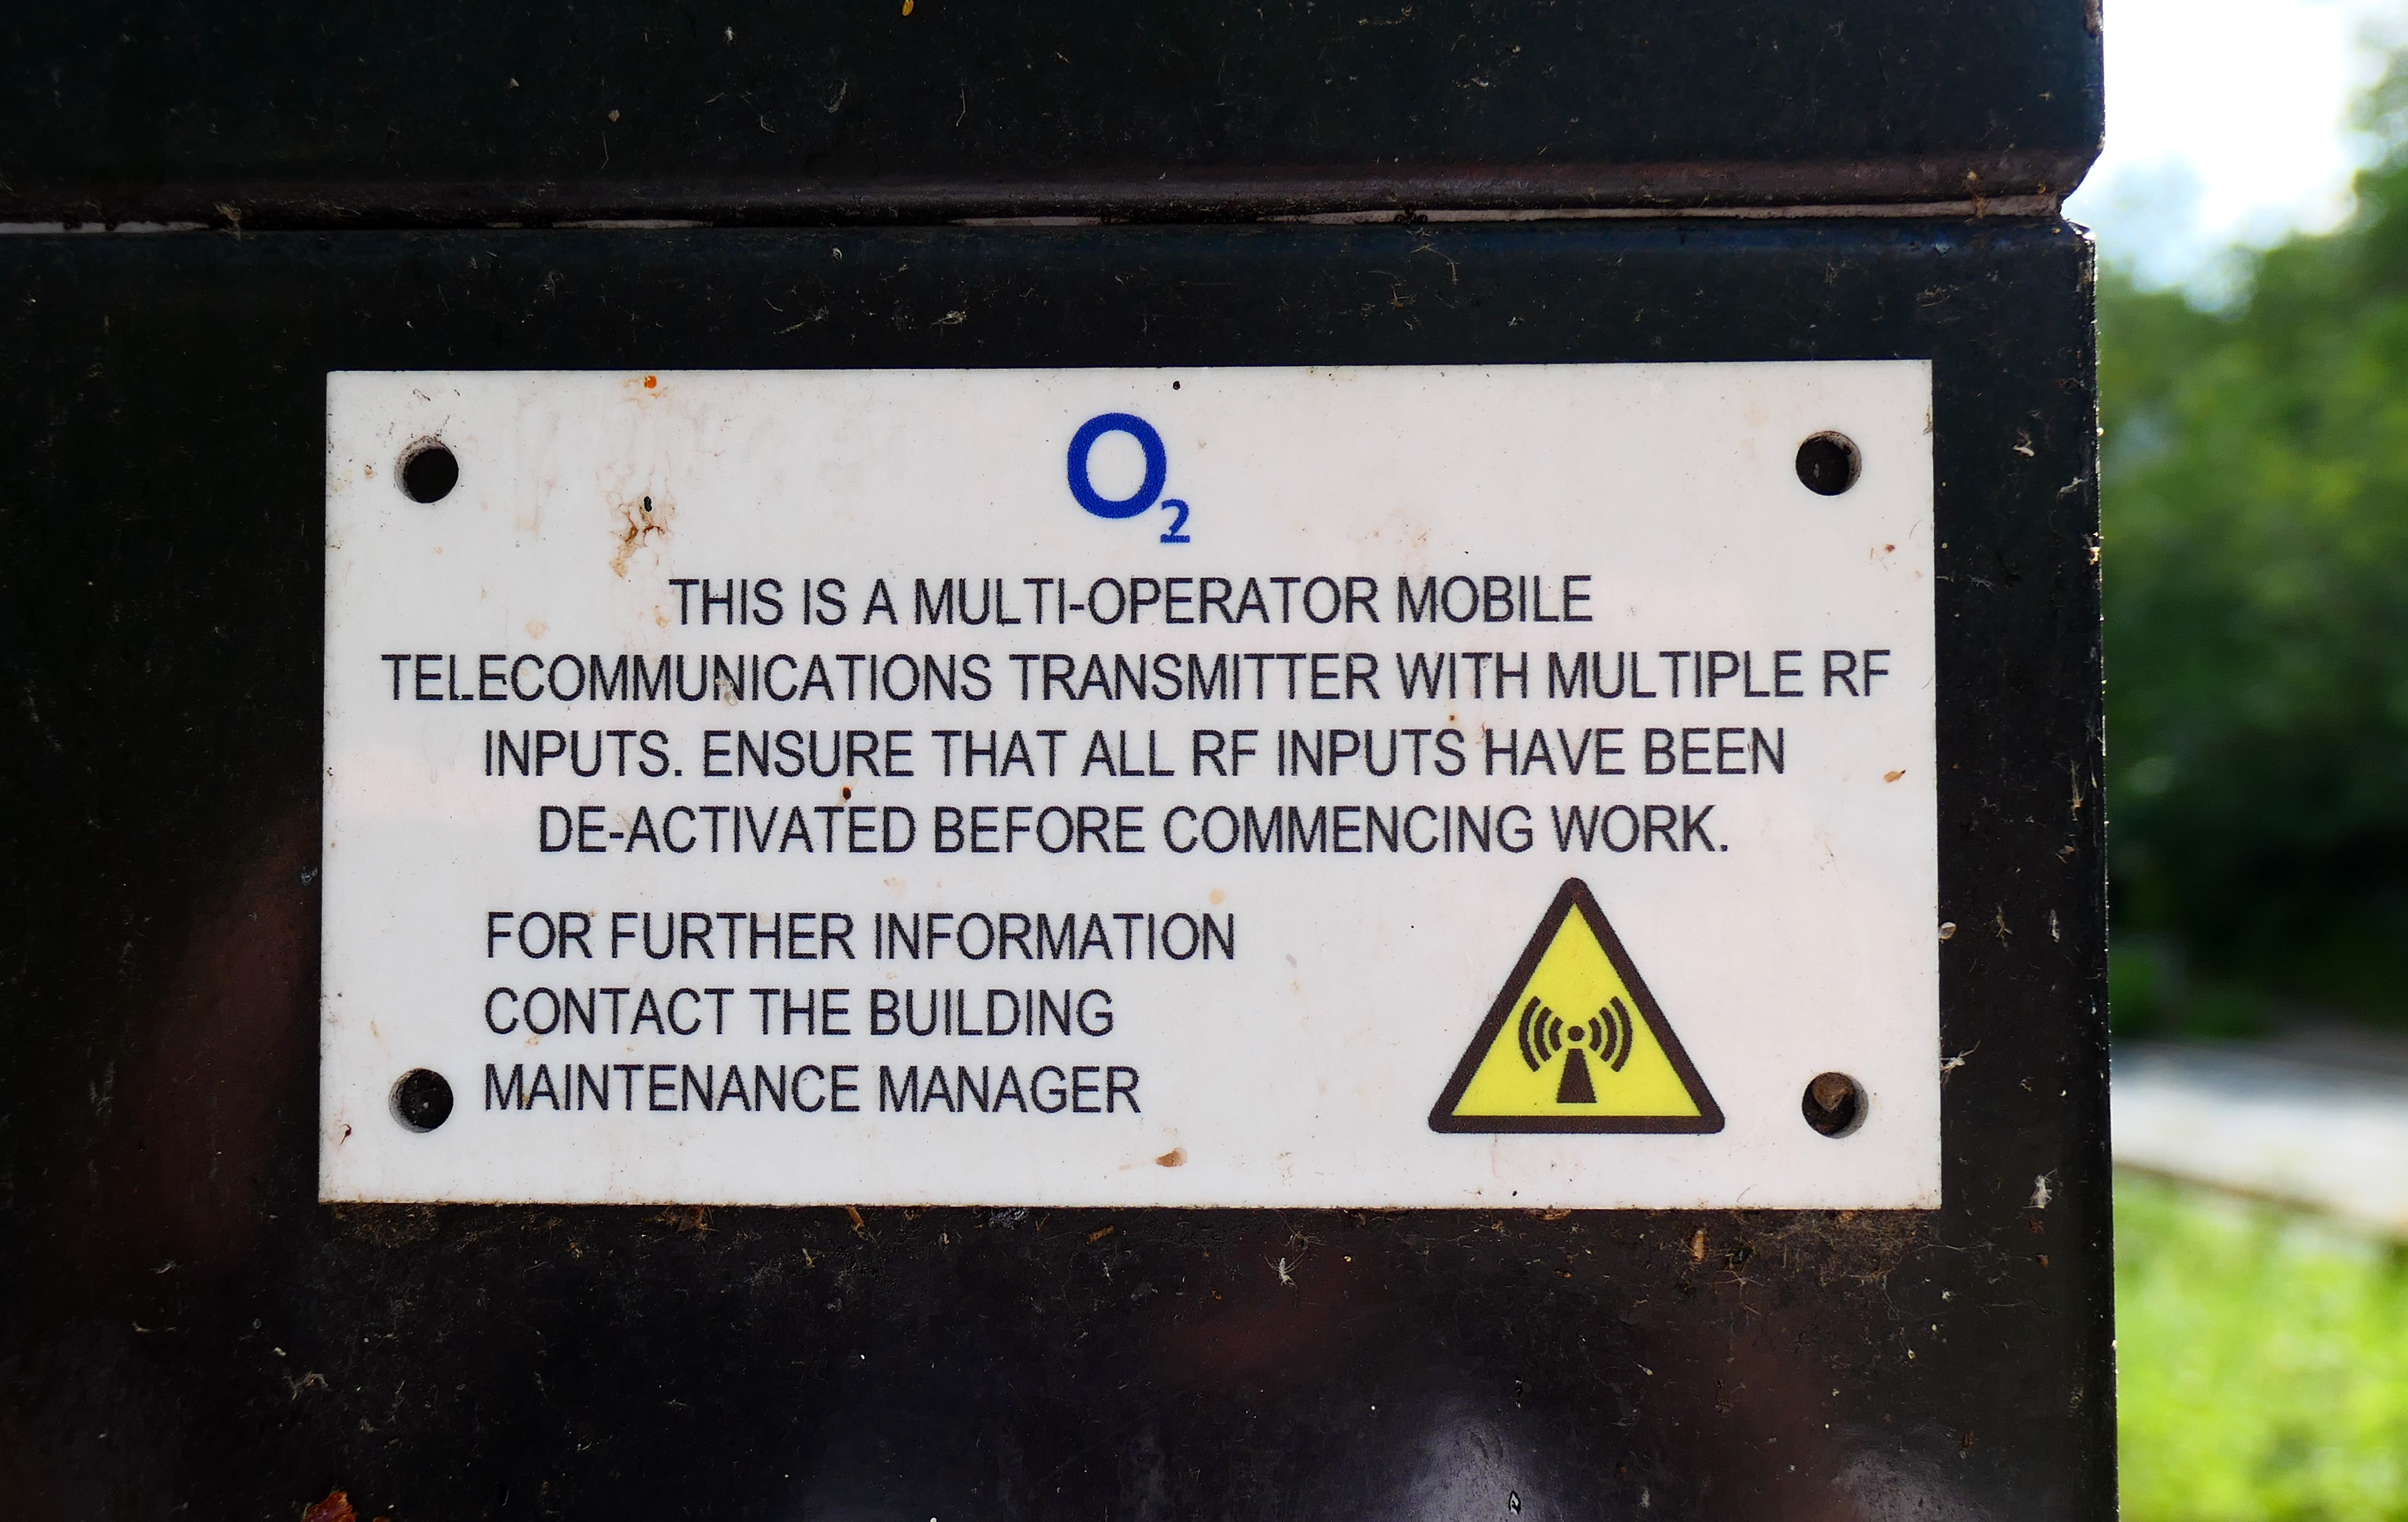 O2
THIS IS A MULTI-OPERATOR MOBILE
TELECOMMUNICATIONS TRANSMITTER WITH MULTIPLE RF
INPUTS. ENSURE THAT ALL RF INPUTS HAVE BEEN
DE-ACTIVATED BEFORE COMMENCING WORK.
FOR FURTHER INFORMATION
CONTACT THE BUILDING
MAINTENANCE MANAGER